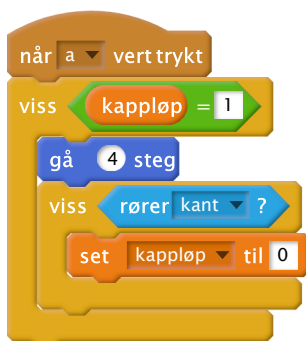 når a vert trykt
viss kappløp = 1
gå 4 steg
viss rører kant ?
set kappløp til 0